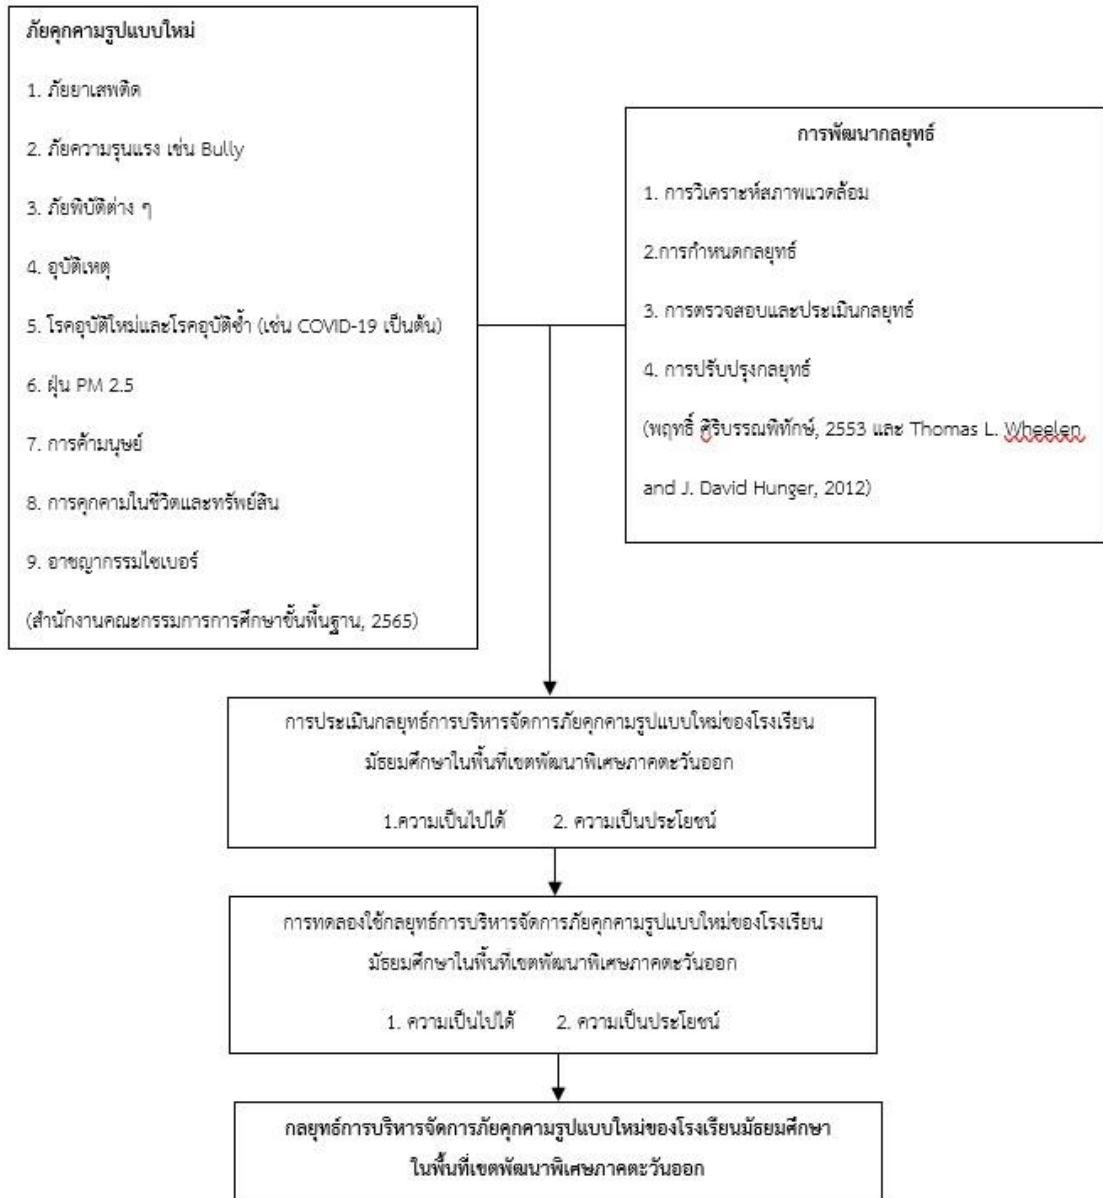 ภัยคุกคามรูปแบบใหม่
1. ภัยยาเสพติด
2. ภัยความรุนแรง เช่น Bully
3. ภัยพิบัติต่าง ๆ
4. อุบัติเหตุ
5. โรคอุบัติใหม่และโรคอุบัติซ้ำ (เช่น COVID-19 เป็นต้น)
6. ฝุ่น PM 2.5
7. การค้ามนุษย์
8. การคุกคามในชีวิตและทรัพย์สิน
9. อาชญากรรมไซเบอร์
(สำนักงานคณะกรรมการการศึกษาขั้นพื้นฐาน, 2565)
การพัฒนากลยุทธ์
1. การวิเคราะห์สภาพแวดล้อม
2.การกำหนดกลยุทธ์
3. การตรวจสอบและประเมินกลยุทธ์
4. การปรับปรุงกลยุทธ์
(พฤทธิ์ ศิริบรรณพิทักษ์, 2553 และ Thomas L. Wheelen
and J. David Hunger, 2012)
การประเมินกลยุทธ์การบริหารจัดการภัยคุกคามรูปแบบใหม่ของโรงเรียน
มัธยมศึกษาในพื้นที่เขตพัฒนาพิเศษภาคตะวันออก
1.ความเป็นไปได้ 2. ความเป็นประโยชน์
การทดลองใช้กลยุทธ์การบริหารจัดการภัยคุกคามรูปแบบใหม่ของโรงเรียน
มัธยมศึกษาในพื้นที่เขตพัฒนาพิเศษภาคตะวันออก
1. ความเป็นไปได้ 2. ความเป็นประโยชน์
กลยุทธ์การบริหารจัดการภัยคุกคามรูปแบบใหม่ของโรงเรียนมัธยมศึกษา
ในพื้นที่เขตพัฒนาพิเศษภาคตะวันออก